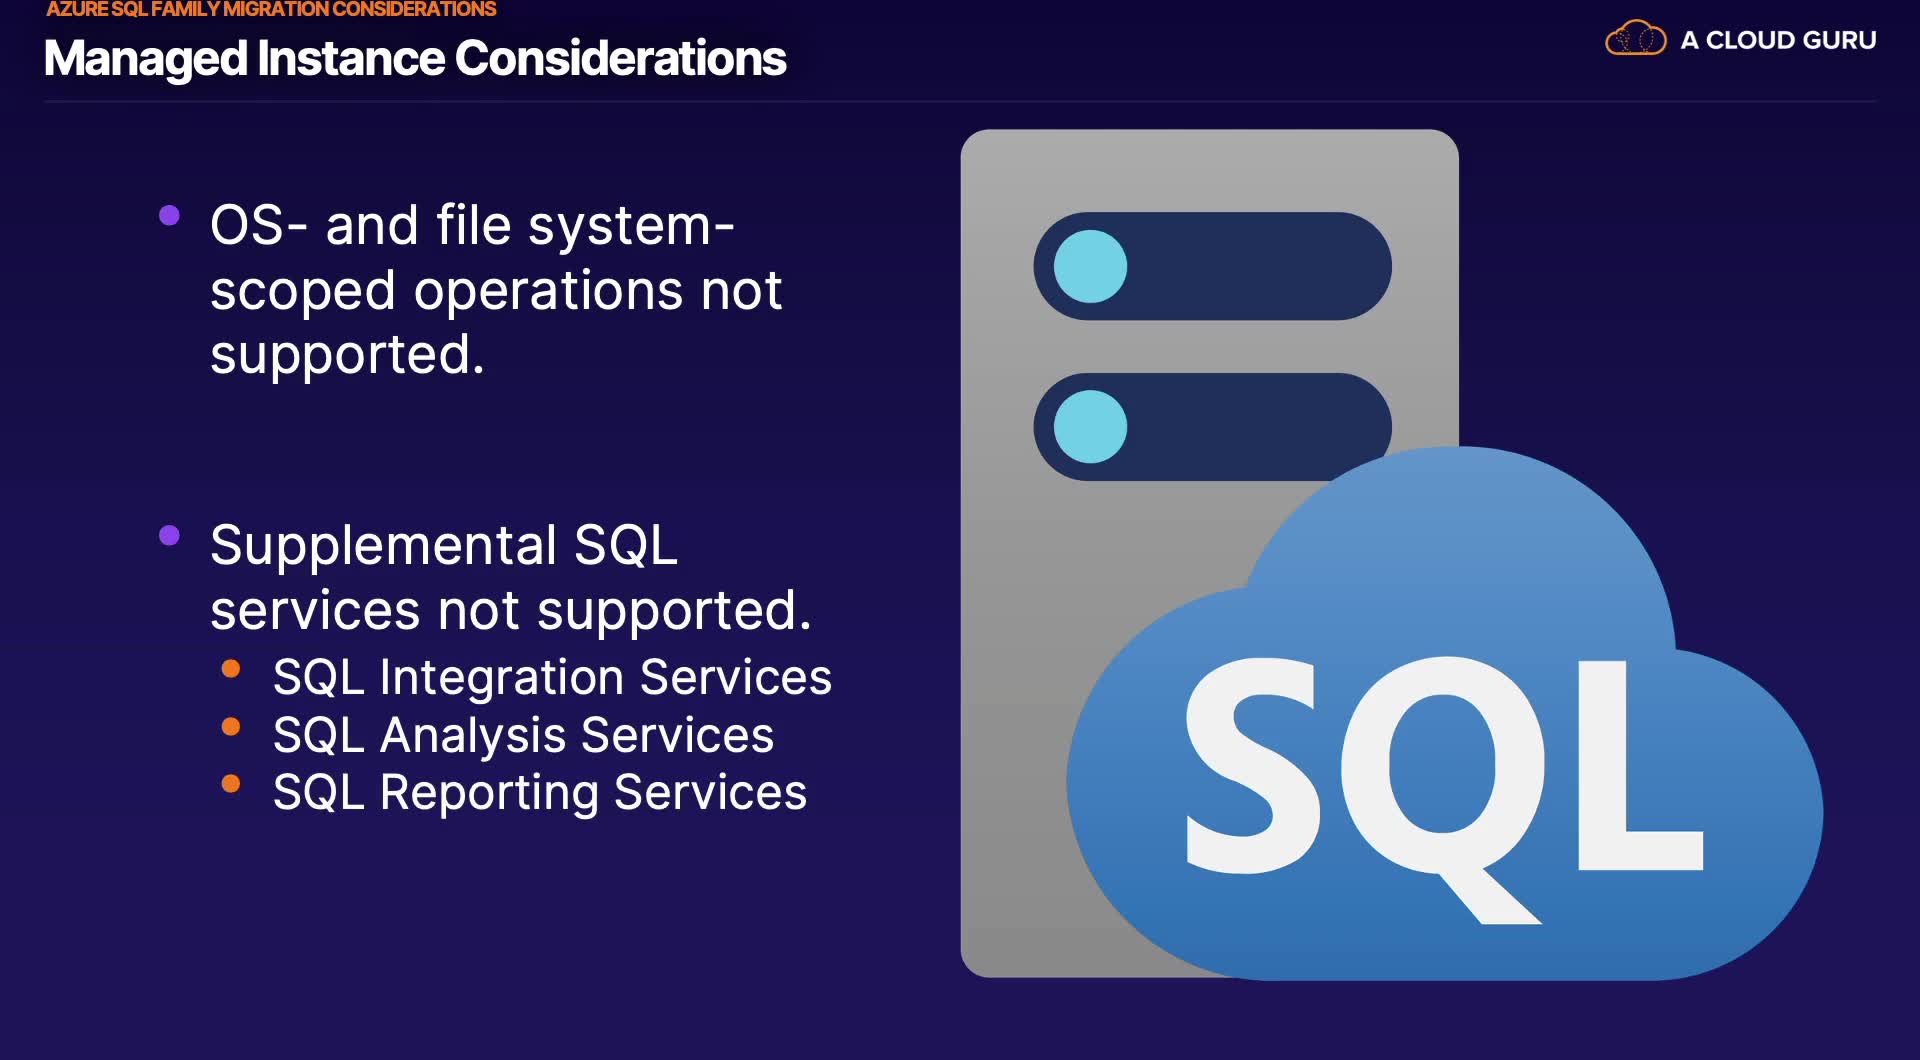 AZURE SQL FAMILY MIGRATION CONSIDERATIONS
Managed Instance Considerations
A CLOUD GURU
OS- and file system-
scoped operations not
supported.
Supplemental SQL
services not supported.
SQL Integration Services
SQL Analysis Services
SQL Reporting Services
SQL